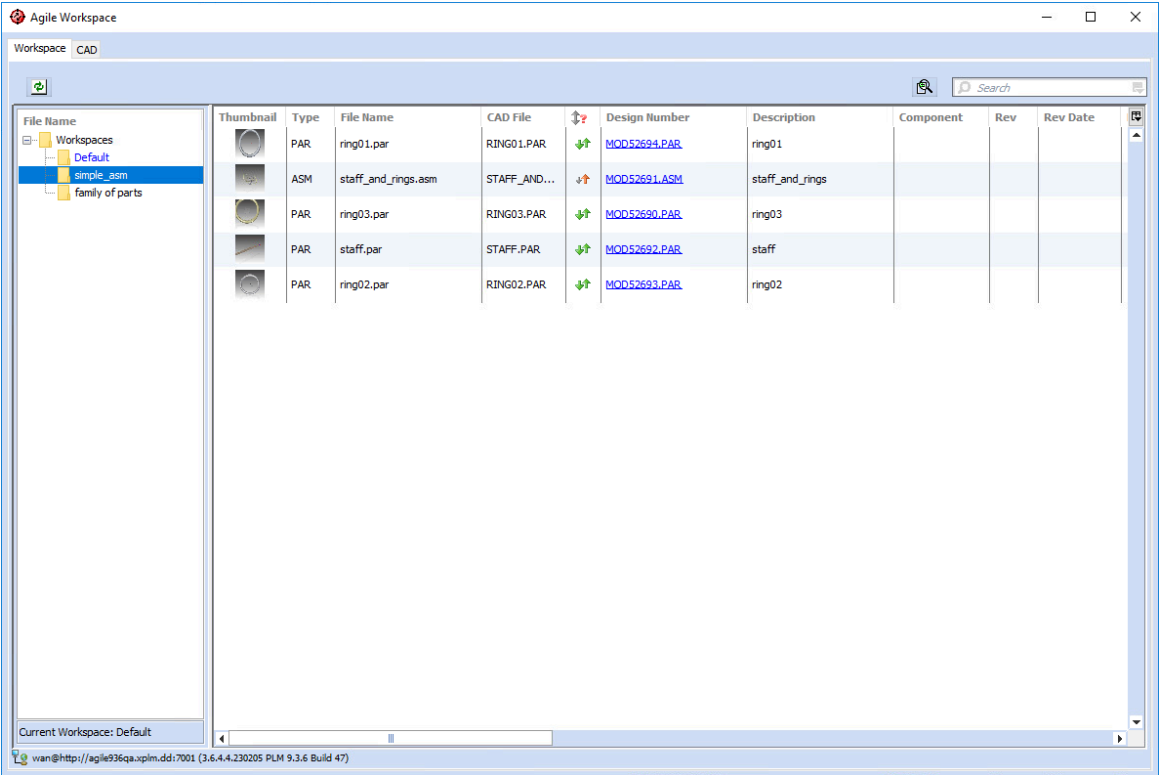 Agile Workspace
Workspace CAD
Search
File Name
Workspaces
Default
simple_asm
family of parts
Thumbnail Type File Name CAD File ? Design Number Description Component Rev Rev Date
PAR ring01.par RING01.PAR MOD52694.PAR ring01
ASM staff_and_rings.asm STAFF_AND... MOD52691.ASM staff_and_rings
PAR ring03.par RING03.PAR MOD52690.PAR ring03
PAR staff.par STAFF.PAR MOD52692.PAR staff
PAR ring02.par RING02.PAR MOD52693.PAR ring02
Current Workspace: Default
wan@http://agile936qa.xplm.dd:7001 (3.6.4.4.230205 PLM 9.3.6 Build 47)